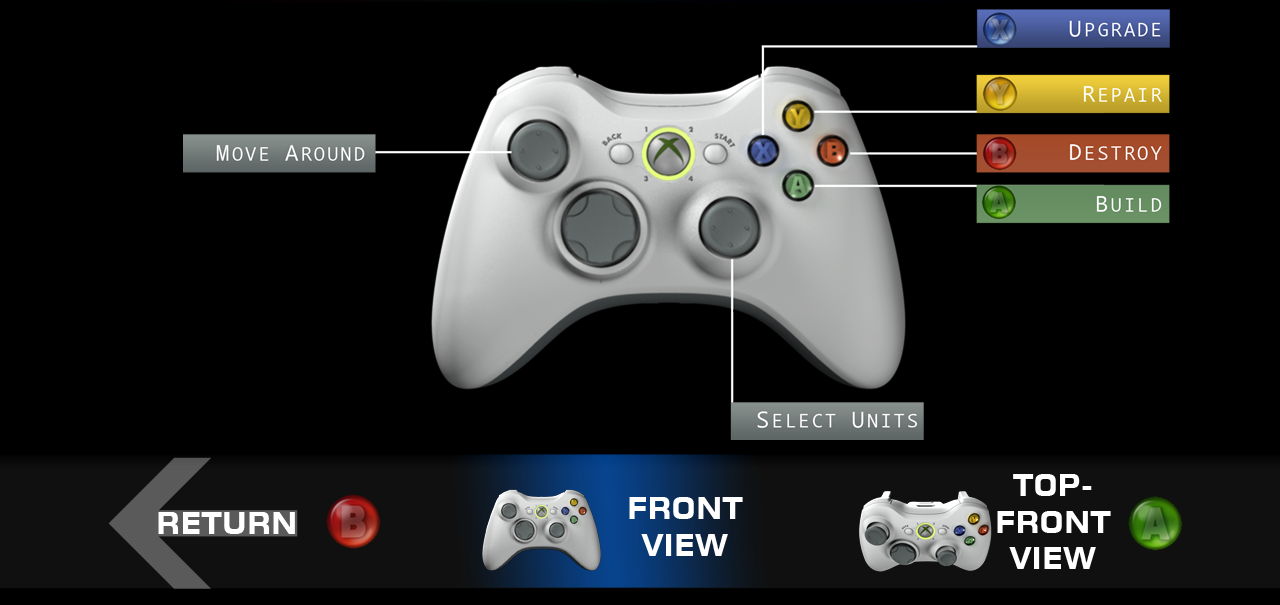 X UPGRADE
Y REPAIR
MOVE AROUND
B DESTROY
A BUILD
BACK
START
1 2
3 4
Y
X B
A
SELECT UNITS
RETURN B
FRONT
VIEW
TOP-
FRONT
VIEW
A